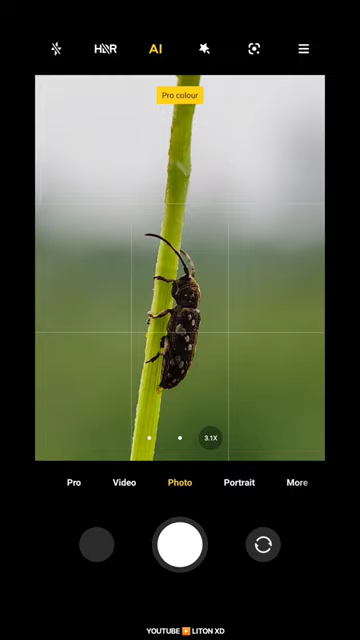 HDR
AI
Pro colour
3.1X
Pro
Video
Photo
Portrait
More
YOUTUBE ▶️ LITON XD